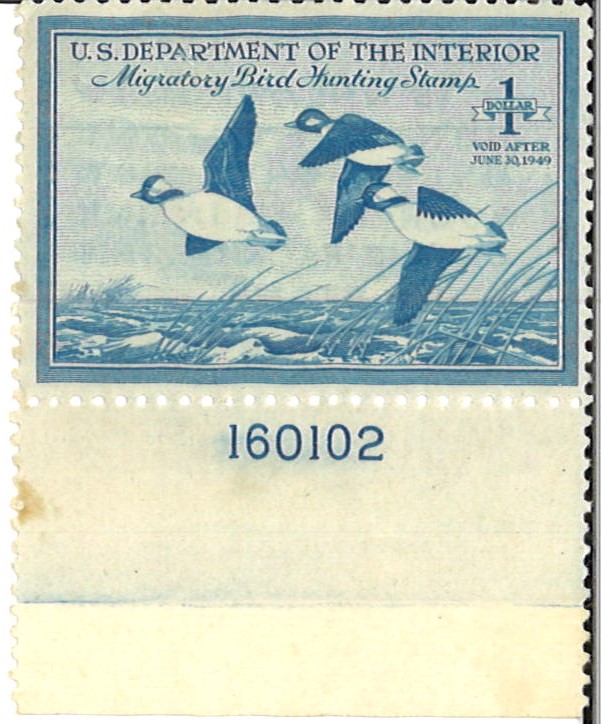 U.S. DEPARTMENT OF THE INTERIOR
Migratory Bird Hunting Stamp
1
DOLLAR
VOID AFTER
JUNE 30, 1949
160102